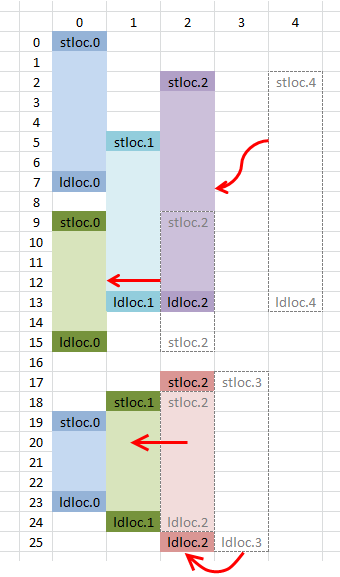 0 1 2 3 4
0 stloc.0
1
2 stloc.2 stloc.4
3
4
5 stloc.1
6
7 ldloc.0
8
9 stloc.0 stloc.2
10
11
12
13 ldloc.1 ldloc.2 ldloc.4
14
15 ldloc.0 stloc.2
16
17 stloc.2 stloc.3
18 stloc.1 stloc.2
19 stloc.0
20
21
22
23 ldloc.0
24 ldloc.1 ldloc.2
25 ldloc.2 ldloc.3